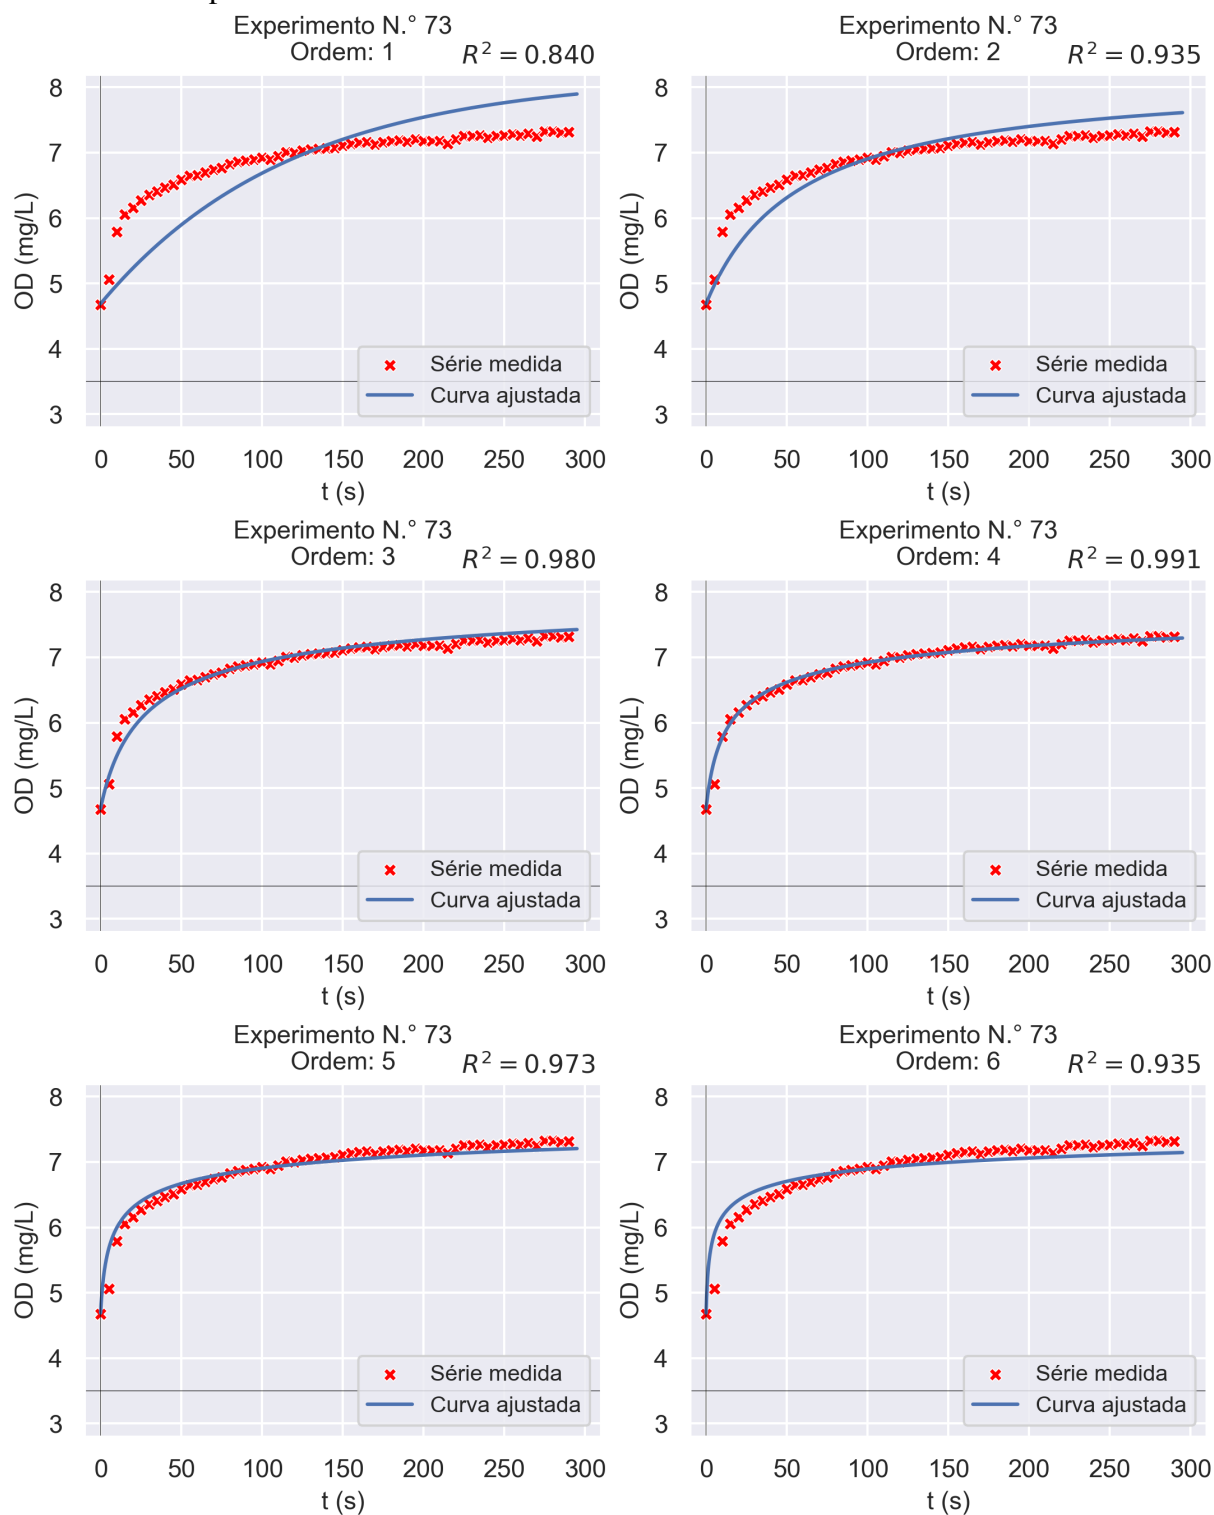 Experimento N.° 73
Ordem: 1 R² = 0.840
8
7
6
5
4
3
OD (mg/L)
Série medida
Curva ajustada
0 50 100 150 200 250 300
t (s)
Experimento N.° 73
Ordem: 2 R² = 0.935
8
7
6
5
4
3
OD (mg/L)
Série medida
Curva ajustada
0 50 100 150 200 250 300
t (s)
Experimento N.° 73
Ordem: 3 R² = 0.980
8
7
6
5
4
3
OD (mg/L)
Série medida
Curva ajustada
0 50 100 150 200 250 300
t (s)
Experimento N.° 73
Ordem: 4 R² = 0.991
8
7
6
5
4
3
OD (mg/L)
Série medida
Curva ajustada
0 50 100 150 200 250 300
t (s)
Experimento N.° 73
Ordem: 5 R² = 0.973
8
7
6
5
4
3
OD (mg/L)
Série medida
Curva ajustada
0 50 100 150 200 250 300
t (s)
Experimento N.° 73
Ordem: 6 R² = 0.935
8
7
6
5
4
3
OD (mg/L)
Série medida
Curva ajustada
0 50 100 150 200 250 300
t (s)